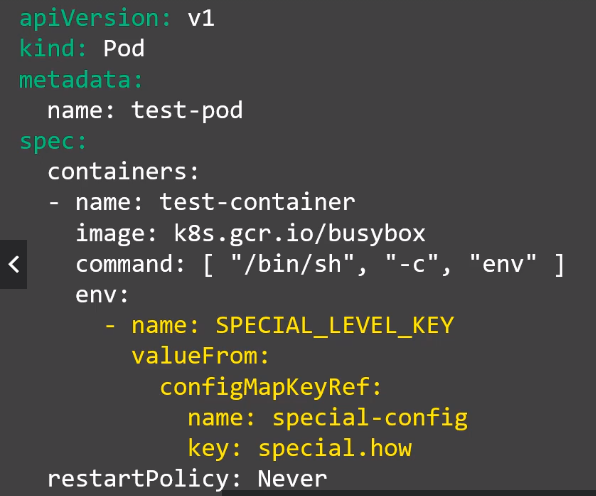 apiVersion: v1
kind: Pod
metadata:
  name: test-pod
spec:
  containers:
  - name: test-container
    image: k8s.gcr.io/busybox
    command: [ "/bin/sh", "-c", "env" ]
    env:
      - name: SPECIAL_LEVEL_KEY
        valueFrom:
          configMapKeyRef:
            name: special-config
            key: special.how
  restartPolicy: Never